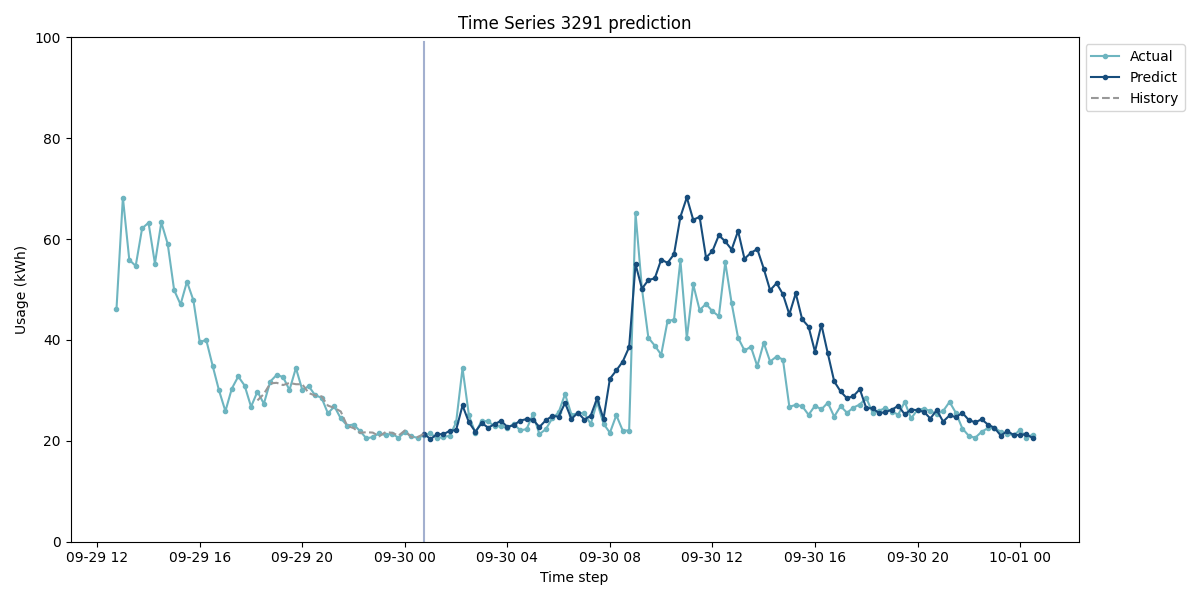 Time Series 3291 prediction
100
80
60
40
20
0
Usage (kWh)
09-29 12
09-29 16
09-29 20
09-30 00
09-30 04
09-30 08
09-30 12
09-30 16
09-30 20
10-01 00
Time step
Actual
Predict
History